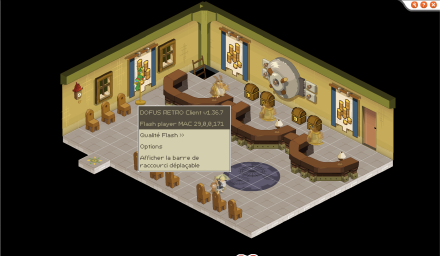 DOFUS RETRO Client v1.36.7
Flash player MAC 29,0,0,171
Qualité Flash >>
Options
Afficher la barre de
raccourci déplaçable